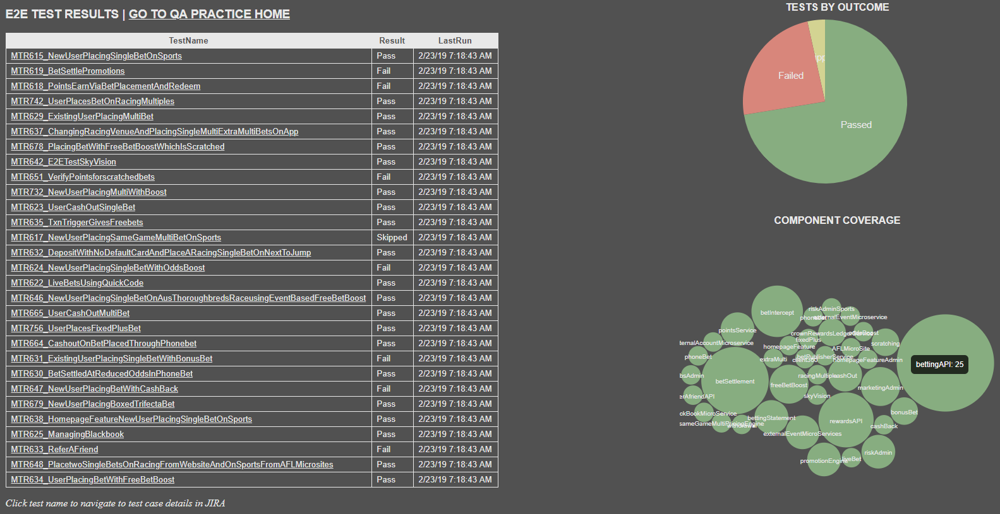 E2E TEST RESULTS | GO TO QA PRACTICE HOME
TestName Result LastRun
MTR615_NewUserPlacingSingleBetOnSports Pass 2/23/19 7:18:43 AM
MTR619_BetSettlePromotions Fail 2/23/19 7:18:43 AM
MTR618_PointsEarnViaBetPlacementAndRedeem Fail 2/23/19 7:18:43 AM
MTR742_UserPlacesBetOnRacingMultiples Pass 2/23/19 7:18:43 AM
MTR629_ExistingUserPlacingMultiBet Pass 2/23/19 7:18:43 AM
MTR637_ChangingRacingVenueAndPlacingSingleMultiExtraMultiBetsOnApp Pass 2/23/19 7:18:43 AM
MTR678_PlacingBetWithFreeBetBoostWhichIsScratched Pass 2/23/19 7:18:43 AM
MTR642_E2ETestSkyVision Pass 2/23/19 7:18:43 AM
MTR651_VerifyPointsforscratchedbets Fail 2/23/19 7:18:43 AM
MTR732_NewUserPlacingMultiWithBoost Pass 2/23/19 7:18:43 AM
MTR623_UserCashOutSingleBet Pass 2/23/19 7:18:43 AM
MTR635_TxnTriggerGivesFreebets Pass 2/23/19 7:18:43 AM
MTR617_NewUserPlacingSameGameMultiBetOnSports Skipped 2/23/19 7:18:43 AM
MTR632_DepositWithNoDefaultCardAndPlaceARacingSingleBetOnNextToJump Pass 2/23/19 7:18:43 AM
MTR624_NewUserPlacingSingleBetWithOddsBoost Fail 2/23/19 7:18:43 AM
MTR622_LiveBetsUsingQuickCode Pass 2/23/19 7:18:43 AM
MTR646_NewUserPlacingSingleBetOnAusThoroughbredsRaceusingEventBasedFreeBetBoost Pass 2/23/19 7:18:43 AM
MTR665_UserCashOutMultiBet Pass 2/23/19 7:18:43 AM
MTR756_UserPlacesFixedPlusBet Pass 2/23/19 7:18:43 AM
MTR664_CashoutOnBetPlacedThroughPhonebet Pass 2/23/19 7:18:43 AM
MTR631_ExistingUserPlacingSingleBetWithBonusBet Fail 2/23/19 7:18:43 AM
MTR630_BetSettledAtReducedOddsInPhoneBet Pass 2/23/19 7:18:43 AM
MTR647_NewUserPlacingBetWithCashBack Fail 2/23/19 7:18:43 AM
MTR679_NewUserPlacingBoxedTrifectaBet Pass 2/23/19 7:18:43 AM
MTR638_HomepageFeatureNewUserPlacingSingleBetOnSports Pass 2/23/19 7:18:43 AM
MTR625_ManagingBlackbook Pass 2/23/19 7:18:43 AM
MTR633_ReferAFriend Fail 2/23/19 7:18:43 AM
MTR648_PlacetwoSingleBetsOnRacingFromWebsiteAndOnSportsFromAFLMicrosites Pass 2/23/19 7:18:43 AM
MTR634_UserPlacingBetWithFreeBetBoost Pass 2/23/19 7:18:43 AM
Click test name to navigate to test case details in JIRA
TESTS BY OUTCOME
Failed
Passed
COMPONENT COVERAGE
riskAdminSports
betIntercept
pointsService
fixedPlus
scratching
ternalAccountMicroservice
homepageFeature
AFLMicroSite
phoneBet
extraMulti
client360
betPublisherService
homepageFeatureAdmin
bettingAPI: 25
bsAdmin
betSettlement
freeBetBoost
racingMultiple
cashOut
marketingAdmin
erAfriendAPI
skyVision
ckBookMicroService
bettingStatement
rewardsAPI
bonusBet
sameGameMultiPricingEngine
cashBack
externalEventMicroServices
riskAdmin
promotionEngine
liveBet